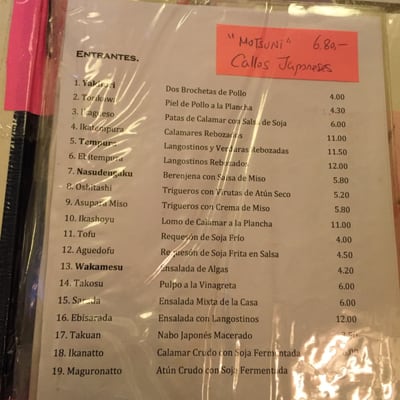 "MOTSUNI" 6.80,-
Callos Japoneses
ENTRANTES.
1. Yakitori Dos Brochetas de Pollo 4.00
2. Piel de Pollo a la Plancha 4.30
3. Ikagueso Patas de Calamar con Salsa de Soja 6.00
4. Ikatempura Calamares Rebozados 11.00
5. Tempura Langostinos y Verduras Rebozadas 11.50
6. Langostinos Rebozados 12.00
7. Nasudengaku Berenjena con Salsa de Miso 5.80
8. Oshitashi Trigueros con Virutas de Atún Seco 5.20
9. Asupara Miso Trigueros con Crema de Miso 5.80
10. Ikashoyu Lomo de Calamar a la Plancha 11.00
11. Tofu Requesón de Soja Frío 4.00
12. Aguedofu Requesón de Soja Frita en Salsa 4.50
13. Wakamesu Ensalada de Algas 4.20
14. Takosu Pulpo a la Vinagreta 6.00
15. Sarada Ensalada Mixta de la Casa 6.00
16. Ebisarada Ensalada con Langostinos 12.00
17. Takuan Nabo Japonés Macerado
18. Ikanatto Calamar Crudo con Soja Fermentada
19. Maguronatto Atún Crudo con Soja Fermentada